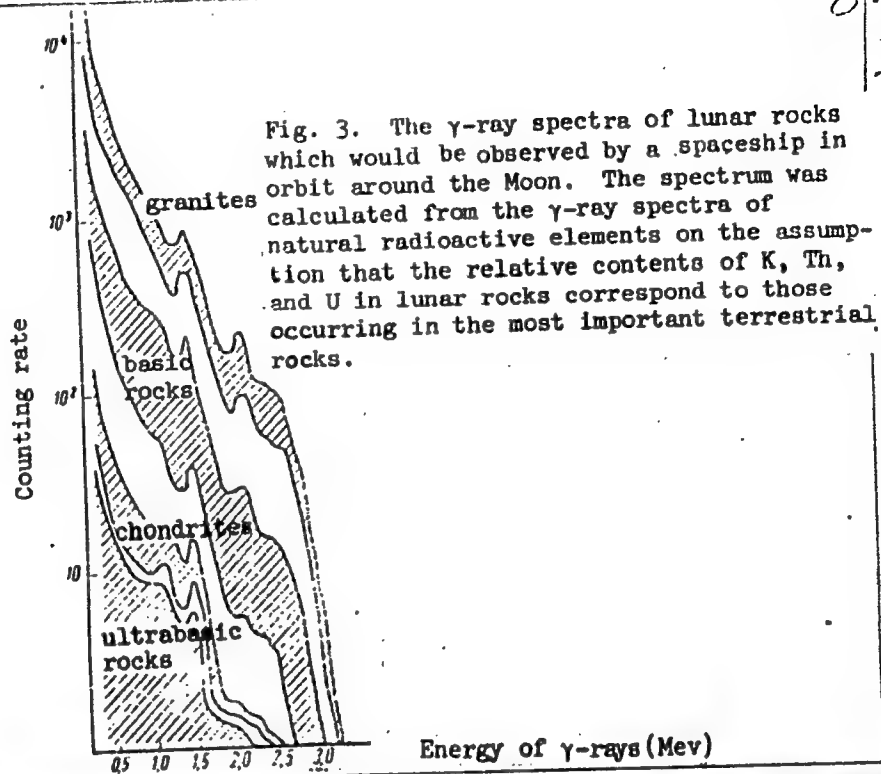 10⁴
Fig. 3. The γ-ray spectra of lunar rocks
which would be observed by a spaceship in
orbit around the Moon. The spectrum was
calculated from the γ-ray spectra of
natural radioactive elements on the assump-
tion that the relative contents of K, Th,
and U in lunar rocks correspond to those
occurring in the most important terrestrial
rocks.
granites
10³
basic
rocks
10²
Counting rate
chondrites
10
ultrabasic
rocks
Energy of γ-rays(Mev)
0,5 1,0 1,5 2,0 2,5 3,0